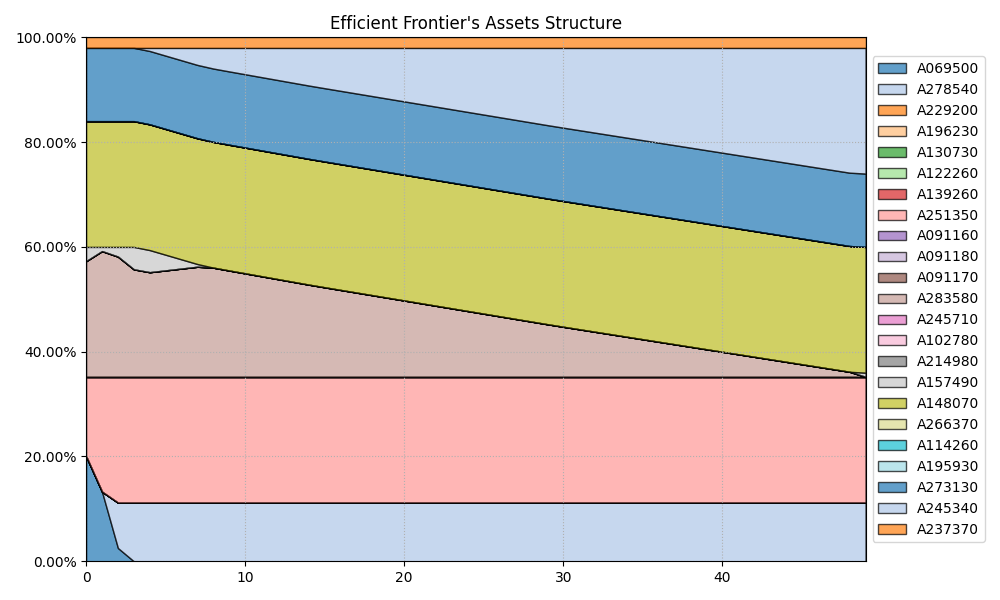 Efficient Frontier's Assets Structure
100.00%
80.00%
60.00%
40.00%
20.00%
0.00%
0
10
20
30
40
A069500
A278540
A229200
A196230
A130730
A122260
A139260
A251350
A091160
A091180
A091170
A283580
A245710
A102780
A214980
A157490
A148070
A266370
A114260
A195930
A273130
A245340
A237370